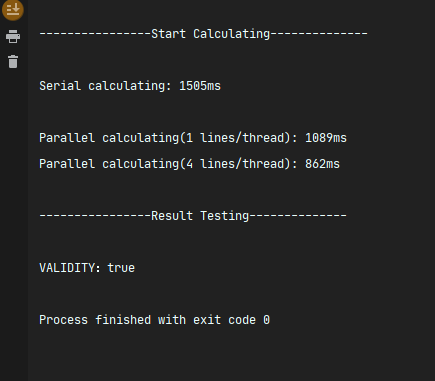 ----------------Start Calculating--------------
Serial calculating: 1505ms
Parallel calculating(1 lines/thread): 1089ms
Parallel calculating(4 lines/thread): 862ms
----------------Result Testing--------------
VALIDITY: true
Process finished with exit code 0